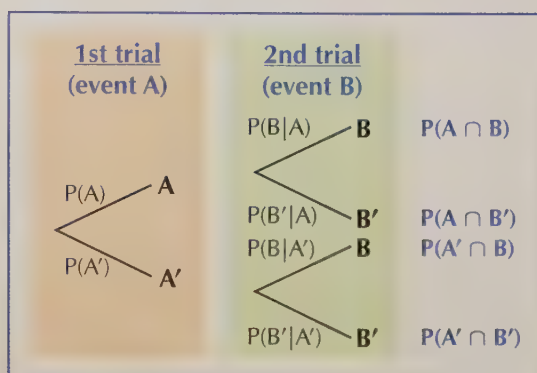 1st trial 2nd trial
(event A) (event B)
P(B|A) B P(A ∩ B)
P(A) A
P(B′|A) B′ P(A ∩ B′)
P(B|A′) B P(A′ ∩ B)
P(A′) A′
P(B′|A′) B′ P(A′ ∩ B′)